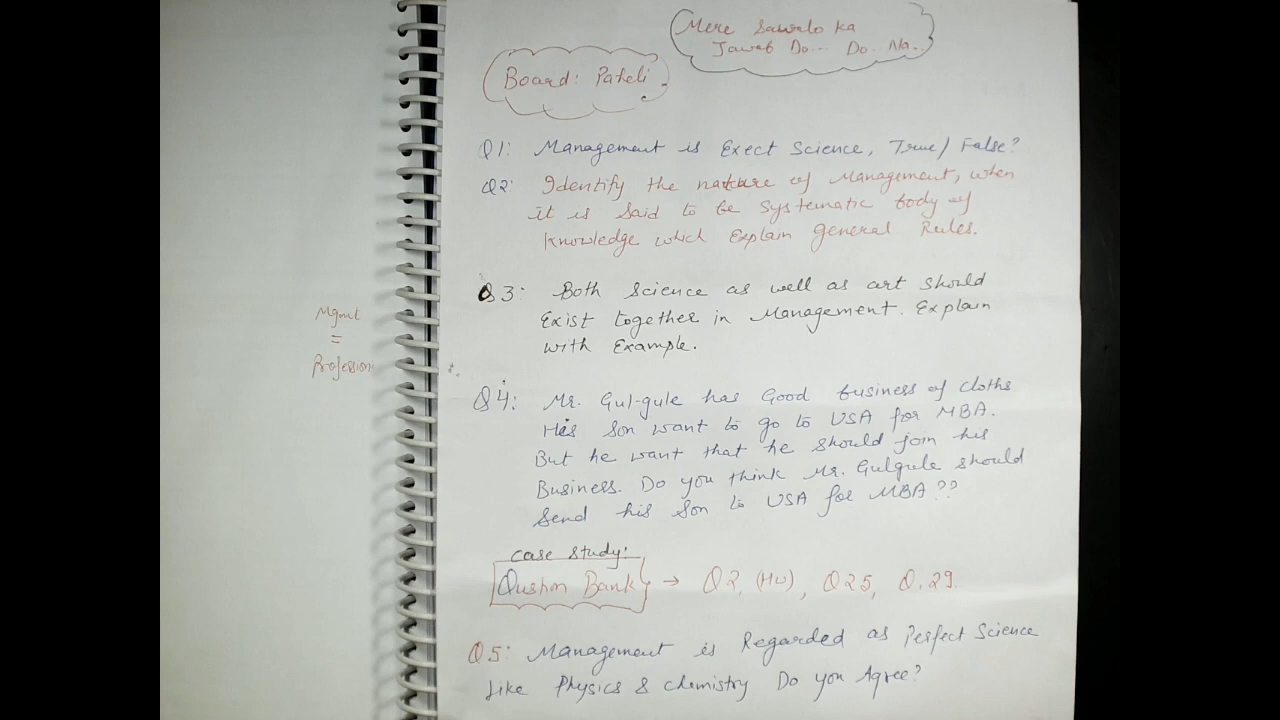 Mere Sawalo ka
Jawab Do... Do Na..
Board: Paheli
Q1: Management is Exect Science, True/False?
Q2: Identify the nature of Management, when
it is said to be systematic body of
knowledge which Explain general Rules.
Q3: Both Science as well as art should
Exist together in Management. Explain
with Example.
Mgmt
=
Profession
Q4: Mr. Gul-gule has Good business of cloths
His Son want to go to USA for MBA.
But he want that he should join his
Business. Do you think Mr. Gulgule should
Send his Son to USA for MBA??
Case study:
Qustion Bank → Q2, (HW), Q25, Q.29
Q5: Management is Regarded as Perfect Science
Like Physics & chemistry Do you Agree?